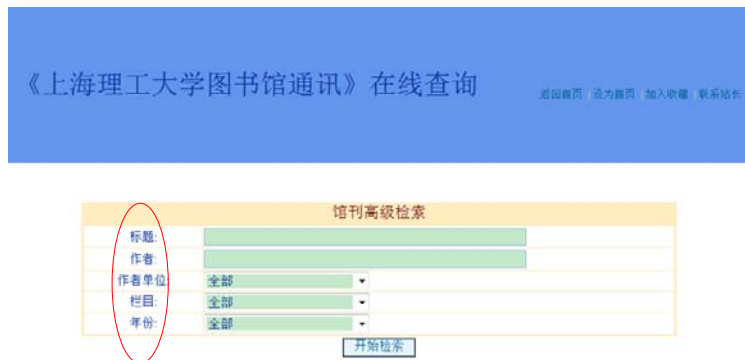 《上海理工大学图书馆通讯》在线查询
返回首页 | 设为首页 | 加入收藏 | 联系站长
馆刊高级检索
标题:
作者:
作者单位: 全部
栏目: 全部
年份: 全部
开始检索